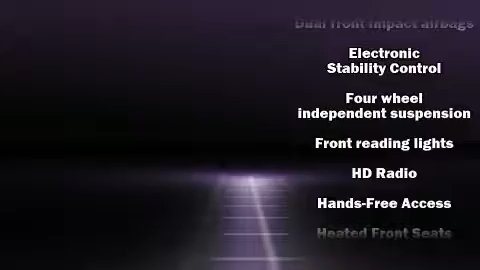 Dual front impact airbags
Electronic
Stability Control
Four wheel
independent suspension
Front reading lights
HD Radio
Hands-Free Access
Heated Front Seats